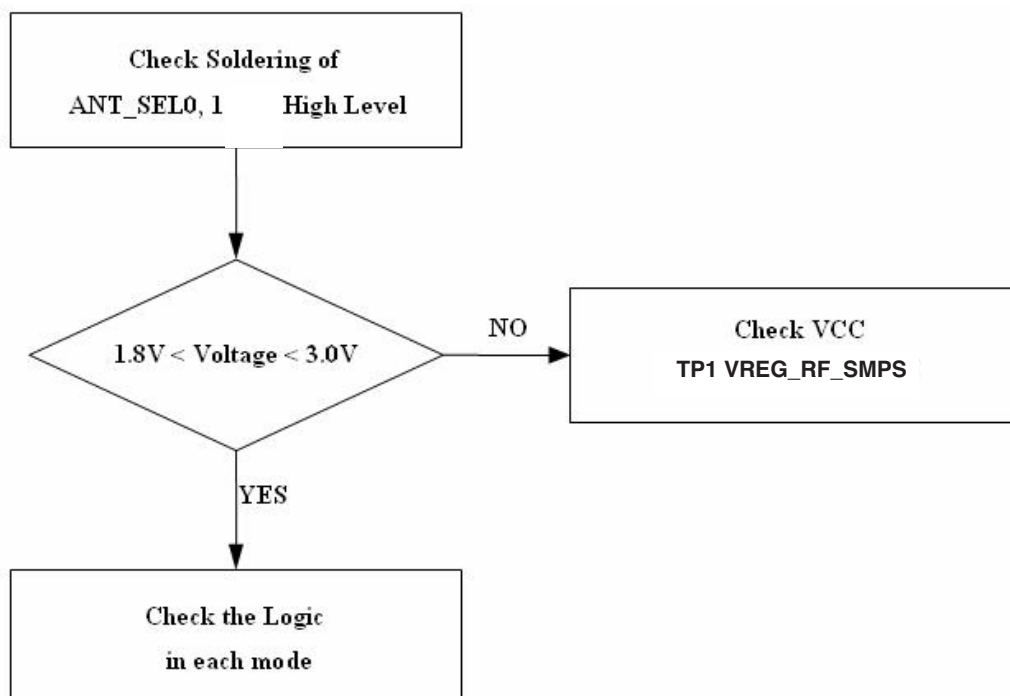 Check Soldering of
ANT_SEL0, 1 High Level
1.8V < Voltage < 3.0V
NO
Check VCC
TP1 VREG_RF_SMPS
YES
Check the Logic
in each mode